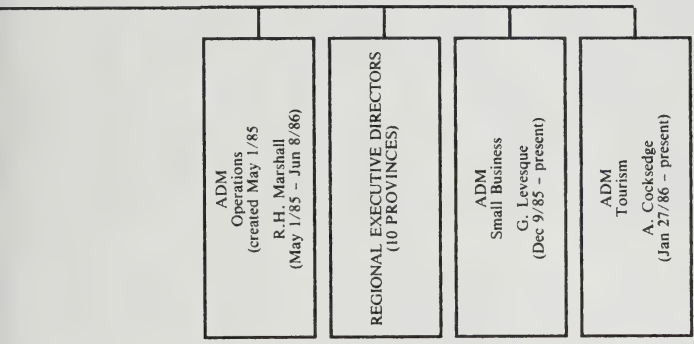 ADM
Operations
(created May 1/85
R.H. Marshall
(May 1/85 - Jun 8/86)
REGIONAL EXECUTIVE DIRECTORS
(10 PROVINCES)
ADM
Small Business
G. Levesque
(Dec 9/85 - present)
ADM
Tourism
A. Cocksedge
(Jan 27/86 - present)